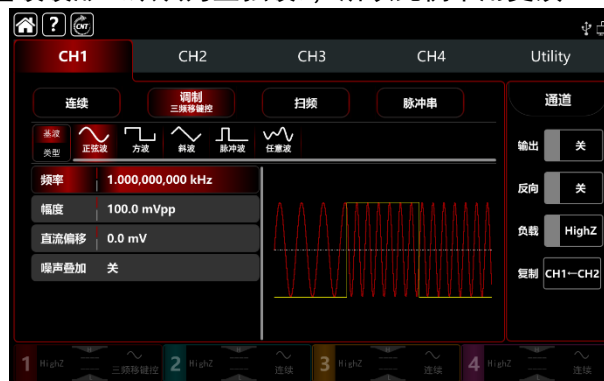 ? CNT
CH1 CH2 CH3 CH4 Utility
连续 调制 三频移键控 扫频 脉冲串 通道
基波 类型 正弦波 方波 斜波 脉冲波 任意波
输出 关
频率 1.000,000,000 kHz
反向 关
幅度 100.0 mVpp
直流偏移 0.0 mV
负载 HighZ
噪声叠加 关
复制 CH1←CH2
1 HighZ 三频移键控 2 HighZ 连续 3 HighZ 连续 4 HighZ 连续